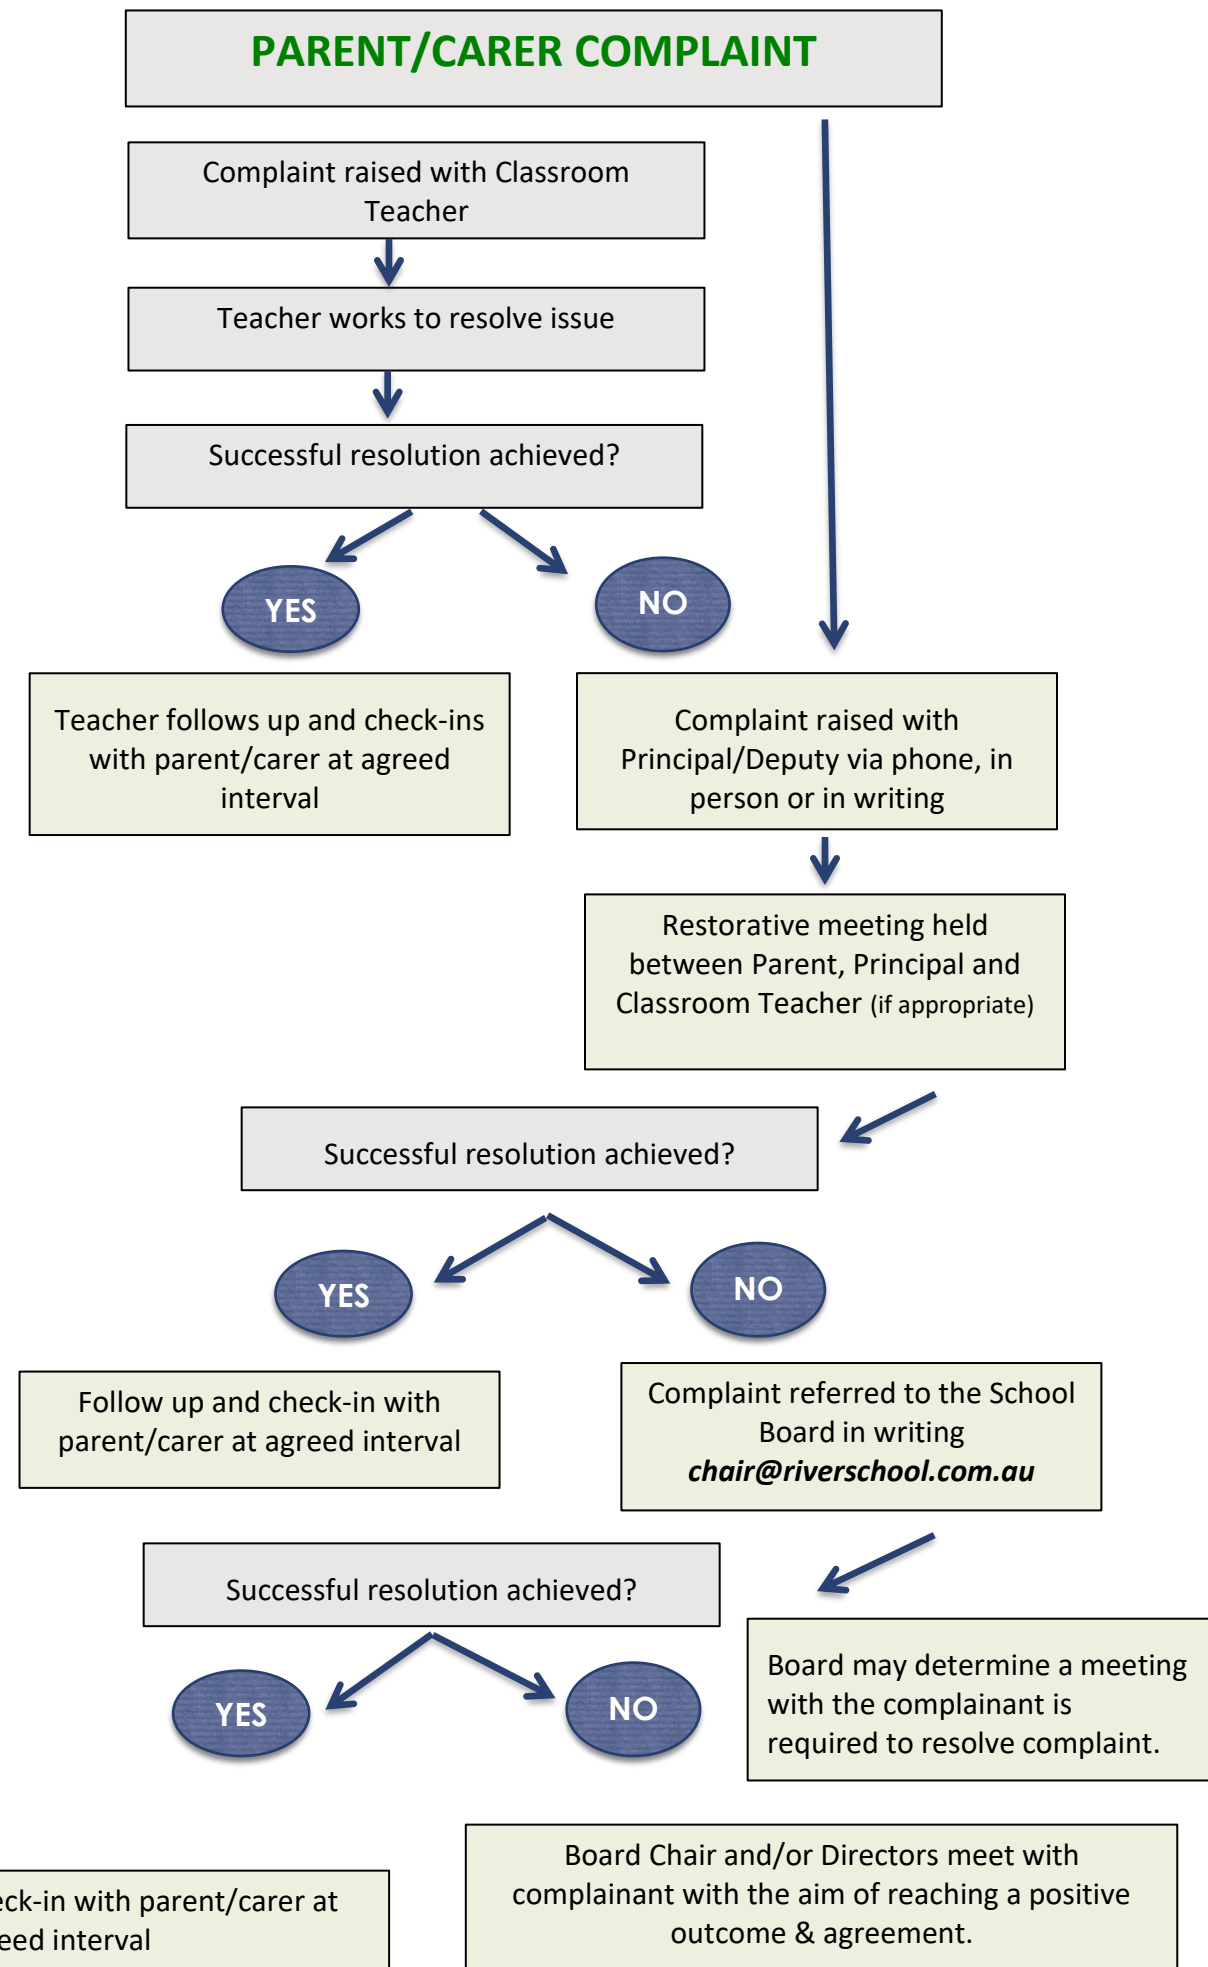 PARENT/CARER COMPLAINT
Complaint raised with Classroom
Teacher
Teacher works to resolve issue
Successful resolution achieved?
YES
NO
Teacher follows up and check-ins
with parent/carer at agreed
interval
Complaint raised with
Principal/Deputy via phone, in
person or in writing
Restorative meeting held
between Parent, Principal and
Classroom Teacher (if appropriate)
Successful resolution achieved?
YES
NO
Follow up and check-in with
parent/carer at agreed interval
Complaint referred to the School
Board in writing
chair@riverschool.com.au
Successful resolution achieved?
YES
NO
Board may determine a meeting
with the complainant is
required to resolve complaint.
Board Chair and/or Directors meet with
complainant with the aim of reaching a positive
outcome & agreement.
with parent/carer at
interval